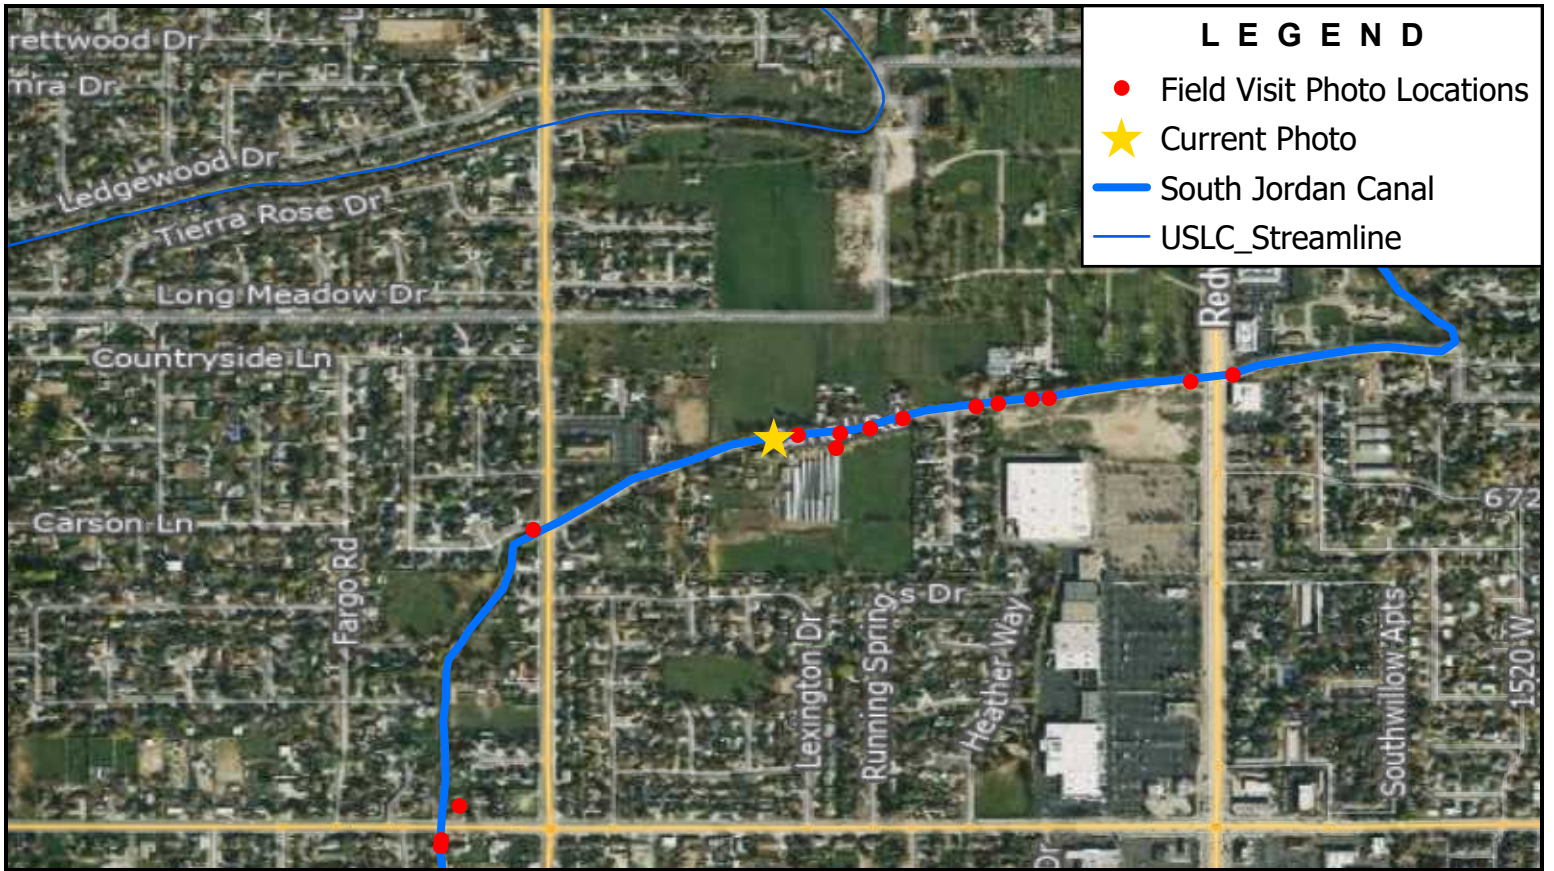 rettwood Dr
mra Dr
Ledgewood Dr
Tierra Rose Dr
Long Meadow Dr
Countryside Ln
Carson Ln
Fargo Rd
Lexington Dr
Running Spring
s Dr
Heather Way
Dr
Red
672
Southwillow Apts
1520 W
LEGEND
Field Visit Photo Locations
Current Photo
South Jordan Canal
USLC_Streamline